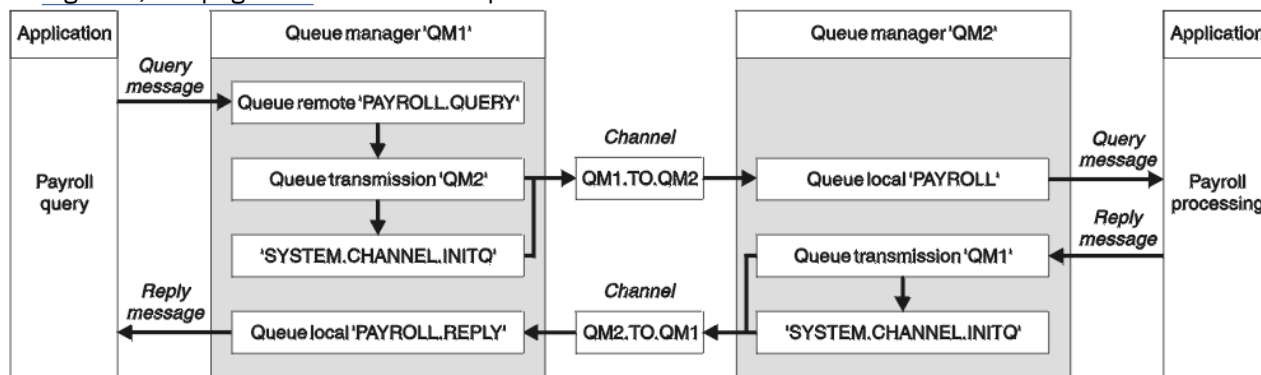 Application
Queue manager 'QM1'
Queue manager 'QM2'
Application
Query
message
Queue remote 'PAYROLL.QUERY'
Channel
Query
message
Payroll
query
Queue transmission 'QM2'
QM1.TO.QM2
Queue local 'PAYROLL'
Payroll
processing
Reply
message
'SYSTEM.CHANNEL.INITQ'
Queue transmission 'QM1'
Reply
message
Channel
Queue local 'PAYROLL.REPLY'
QM2.TO.QM1
'SYSTEM.CHANNEL.INITQ'